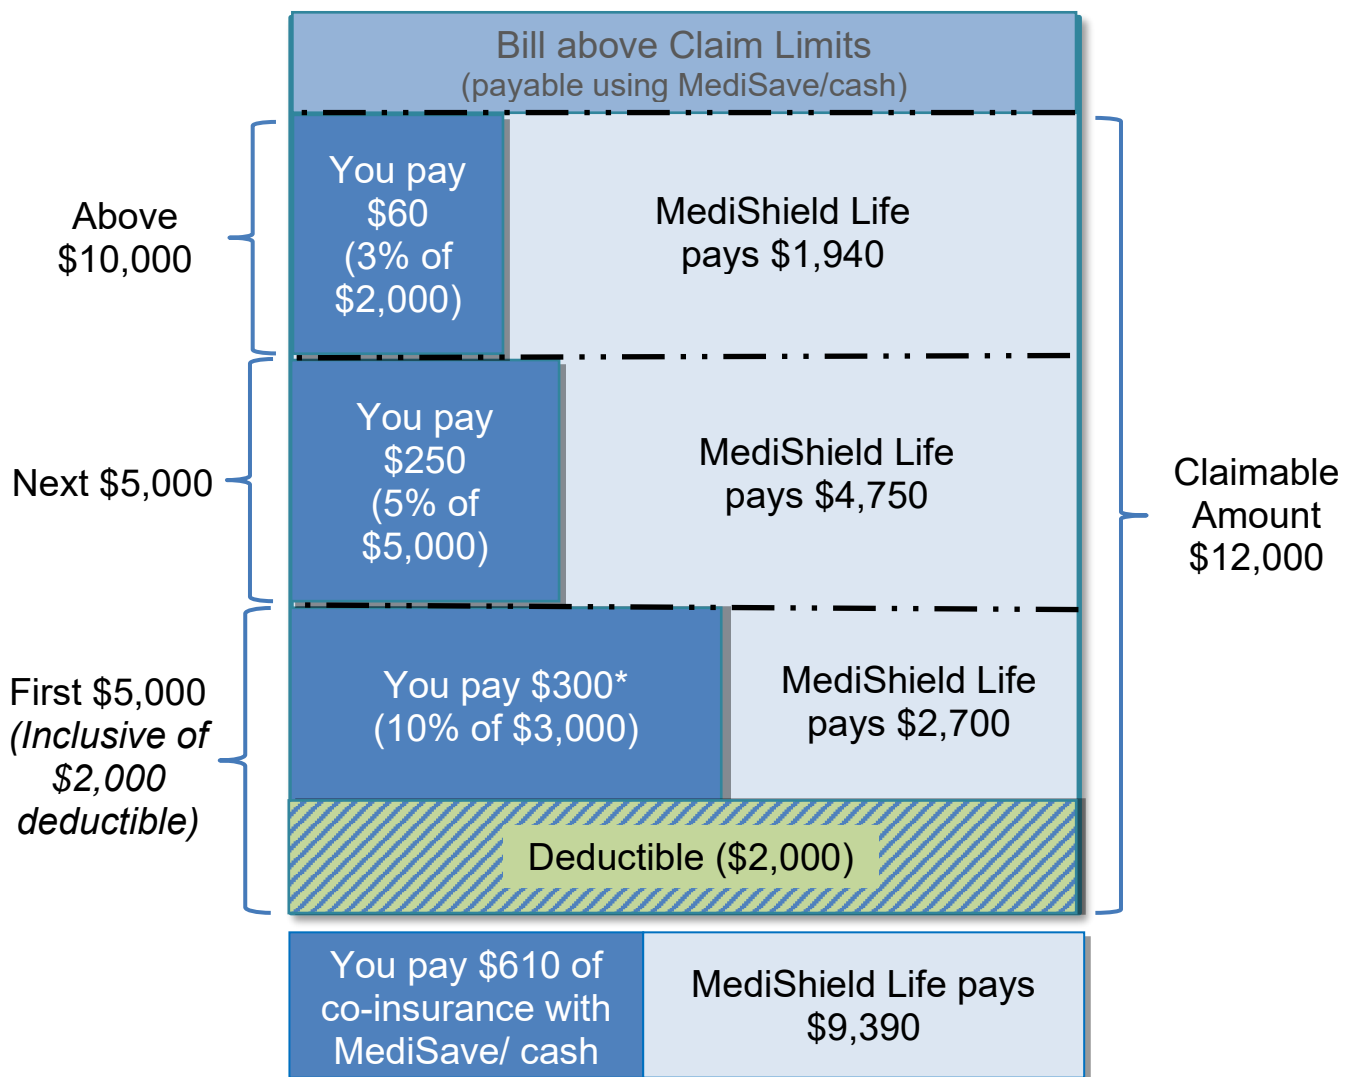 Bill above Claim Limits
(payable using MediSave/cash)
Above
$10,000
You pay
$60
(3% of
$2,000)
MediShield Life
pays $1,940
Next $5,000
You pay
$250
(5% of
$5,000)
MediShield Life
pays $4,750
Claimable
Amount
$12,000
First $5,000
(Inclusive of
$2,000
deductible)
You pay $300*
(10% of $3,000)
MediShield Life
pays $2,700
Deductible ($2,000)
You pay $610 of
co-insurance with
MediSave/ cash
MediShield Life pays
$9,390